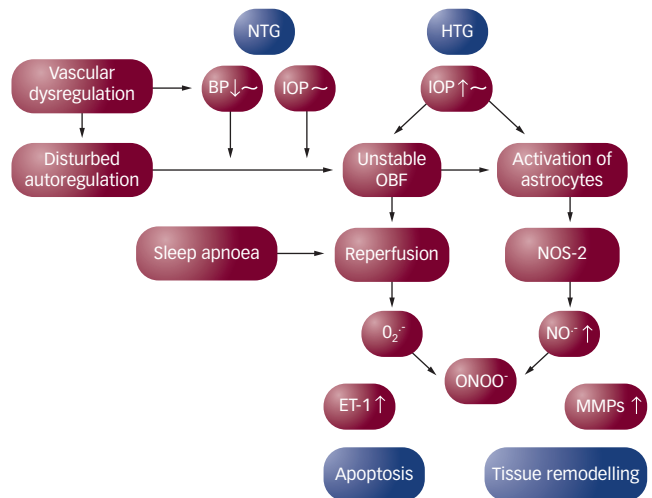 NTG
HTG
Vascular
dysregulation
BP↓~
IOP~
IOP↑~
Disturbed
autoregulation
Unstable
OBF
Activation of
astrocytes
Sleep apnoea
Reperfusion
NOS-2
0₂·-
NO·-↑
ONOO-
ET-1↑
MMPs↑
Apoptosis
Tissue remodelling